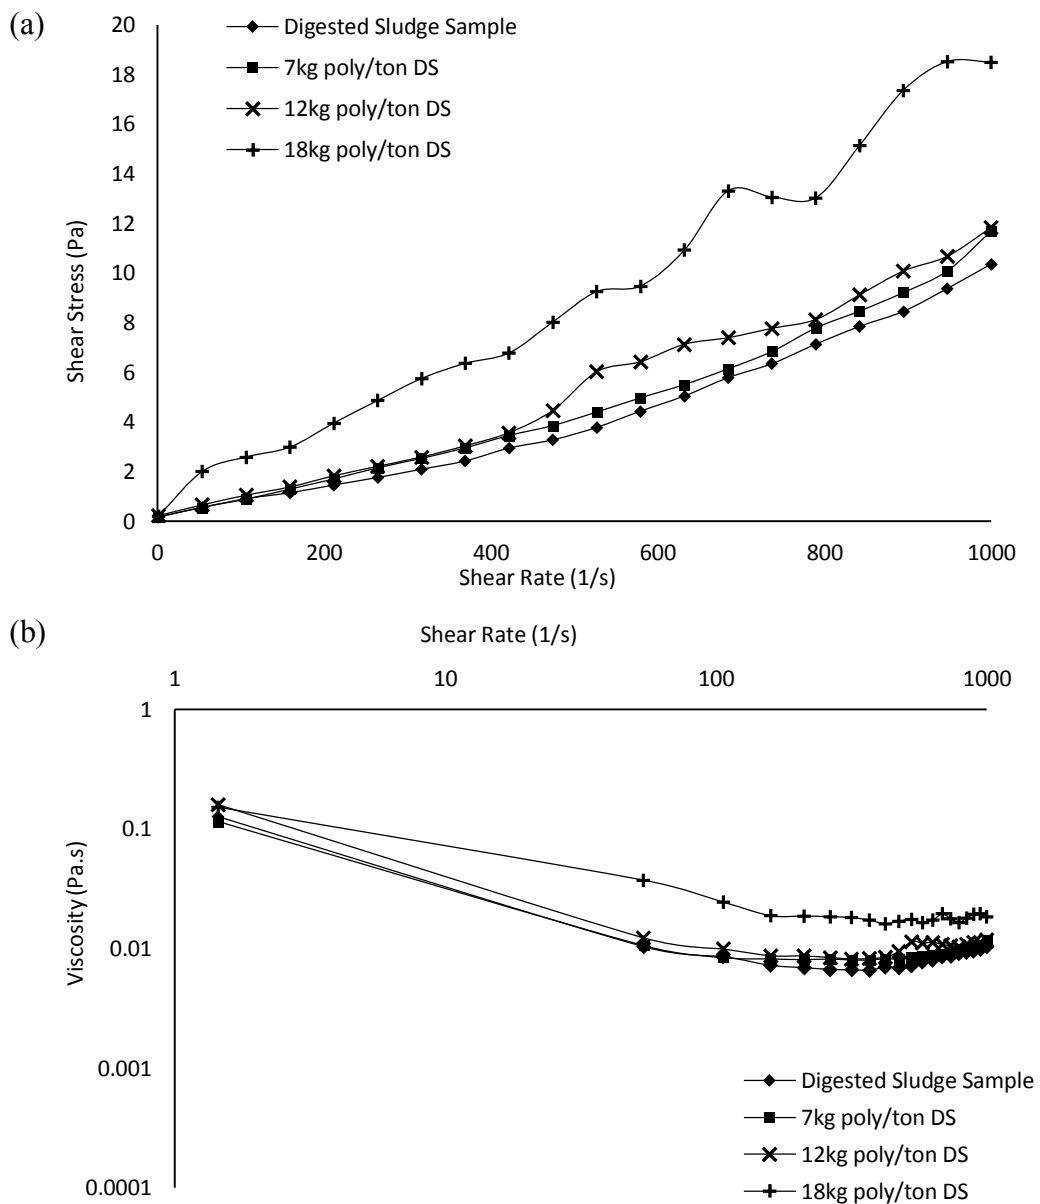 (a)
20
18
16
14
12
10
8
6
4
2
0
Shear Stress (Pa)
Digested Sludge Sample
7kg poly/ton DS
12kg poly/ton DS
18kg poly/ton DS
0 200 400 600 800 1000
Shear Rate (1/s)
(b)
Shear Rate (1/s)
1 10 100 1000
1
0.1
0.01
0.001
0.0001
Viscosity (Pa.s)
Digested Sludge Sample
7kg poly/ton DS
12kg poly/ton DS
18kg poly/ton DS